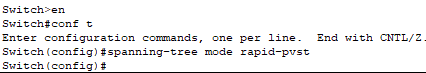 Switch>en
Switch#conf t
Enter configuration commands, one per line.  End with CNTL/Z.
Switch(config)#spanning-tree mode rapid-pvst
Switch(config)#